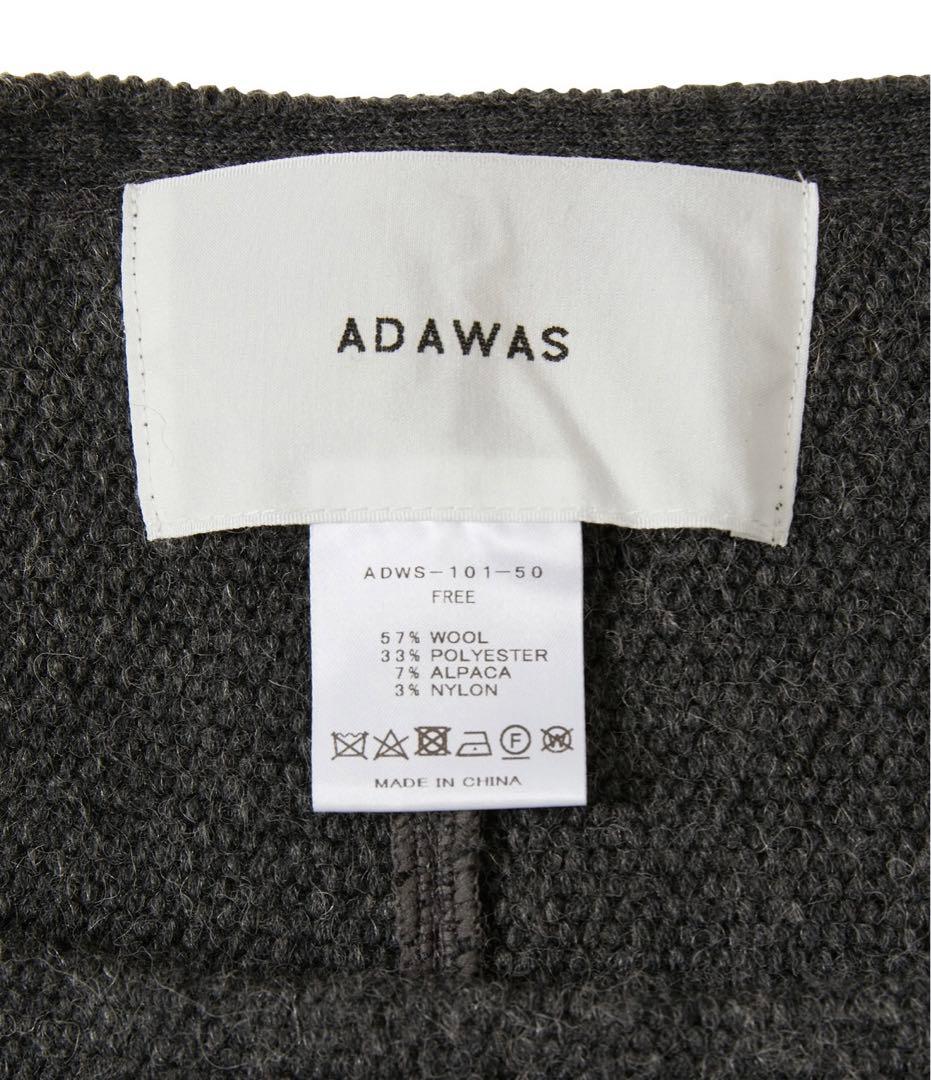 ADAWAS
ADWS-101-50
FREE
57% WOOL
33% POLYESTER
7% ALPACA
3% NYLON
F W
MADE IN CHINA